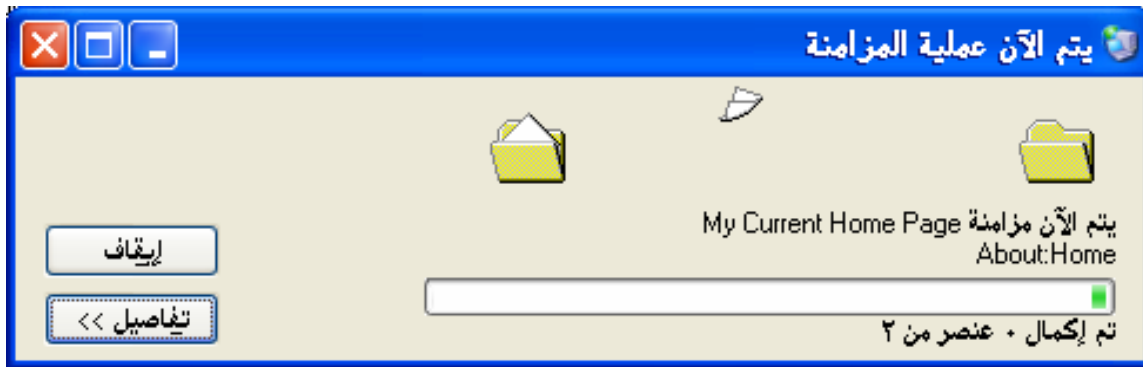 يتم الآن عملية المزامنة
يتم الآن مزامنة My Current Home Page
About:Home
تم إكمال ٠ عنصر من ٢
إيقاف
تفاصيل >>